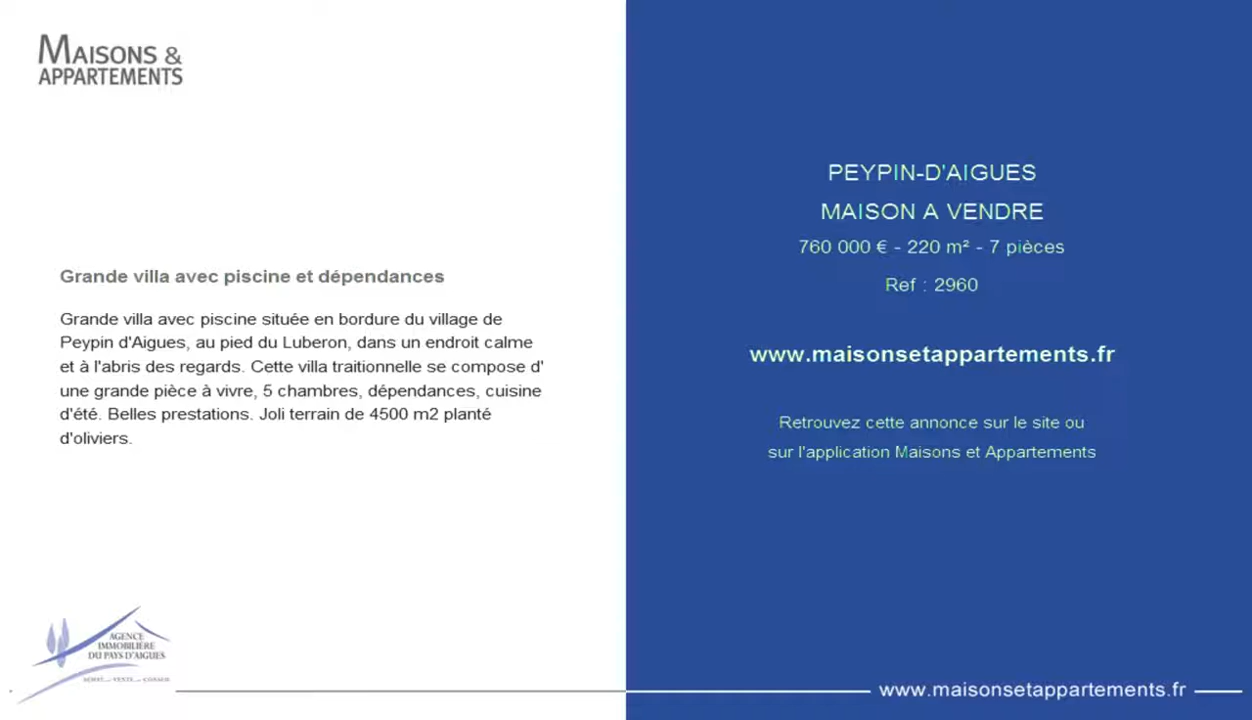 MAISONS &
APPARTEMENTS
Grande villa avec piscine et dépendances
Grande villa avec piscine située en bordure du village de
Peypin d'Aigues, au pied du Luberon, dans un endroit calme
et à l'abris des regards. Cette villa traitionnelle se compose d'
une grande pièce à vivre, 5 chambres, dépendances, cuisine
d'été. Belles prestations. Joli terrain de 4500 m2 planté
d'oliviers.
AGENCE
IMMOBILIÈRE
DU PAYS D'AIGUES
PEYPIN-D'AIGUES
MAISON A VENDRE
760 000 € - 220 m² - 7 pièces
Ref : 2960
www.maisonsetappartements.fr
Retrouvez cette annonce sur le site ou
sur l'application Maisons et Appartements
www.maisonsetappartements.fr